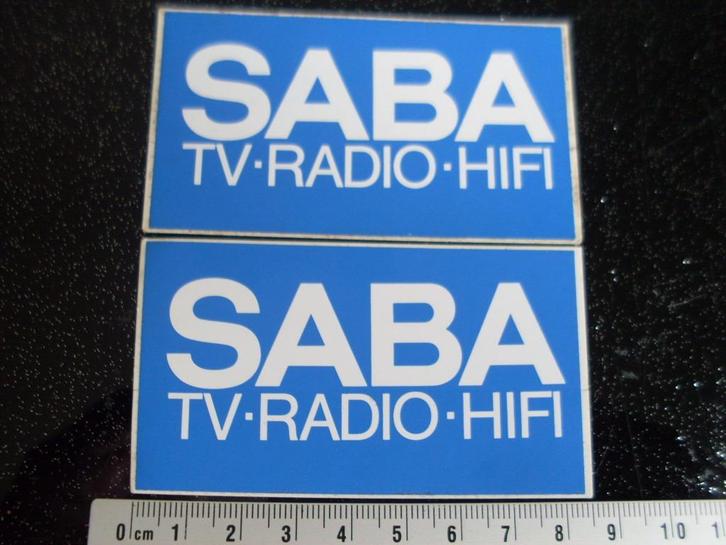 SABA
TV·RADIO·HIFI
SABA
TV·RADIO·HIFI
0 cm 1 2 3 4 5 6 7 8 9 10 1